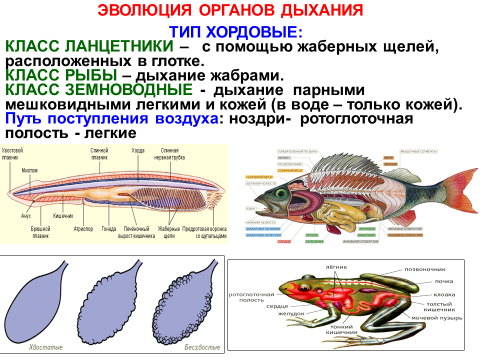 ЭВОЛЮЦИЯ ОРГАНОВ ДЫХАНИЯ
ТИП ХОРДОВЫЕ:
КЛАСС ЛАНЦЕТНИКИ – с помощью жаберных щелей,
расположенных в глотке.
КЛАСС РЫБЫ – дыхание жабрами.
КЛАСС ЗЕМНОВОДНЫЕ - дыхание парными
мешковидными легкими и кожей (в воде – только кожей).
Путь поступления воздуха: ноздри- ротоглоточная
полость - легкие
Хвостовой плавник
Миотом
Спинной плавник
Хорда
Спинная нервная трубка
Анус
Брюшной плавник
Кишечник
Атриопор
Гонада
Печёночный вырост кишечника
Жаберные щели
Предротовая воронка со щупальцами
Хвостатые
Бесхвостые
лёгкие
позвоночник
почка
ротоглоточная полость
клоака
сердце
толстый кишечник
желудок
мочевой пузырь
тонкий кишечник